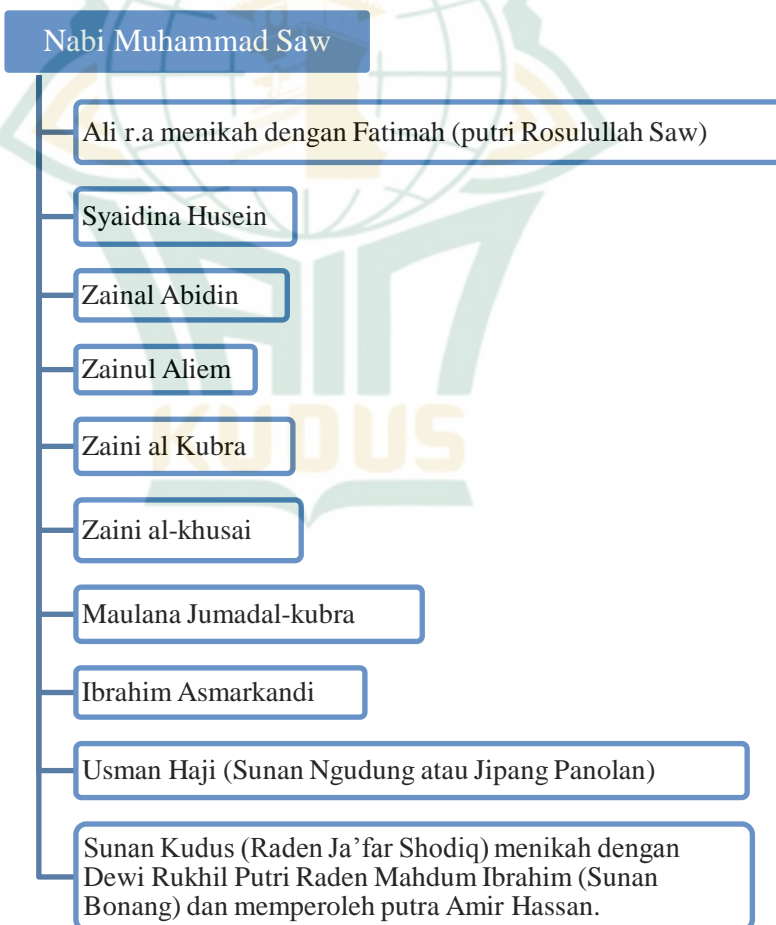 Nabi Muhammad Saw
Ali r.a menikah dengan Fatimah (putri Rosulullah Saw)
Syaidina Husein
Zainal Abidin
Zainul Aliem
Zaini al Kubra
KUDUS
Zaini al-khusai
Maulana Jumadal-kubra
Ibrahim Asmarkandi
Usman Haji (Sunan Ngudung atau Jipang Panolan)
Sunan Kudus (Raden Ja’far Shodiq) menikah dengan
Dewi Rukhil Putri Raden Mahdum Ibrahim (Sunan
Bonang) dan memperoleh putra Amir Hassan.